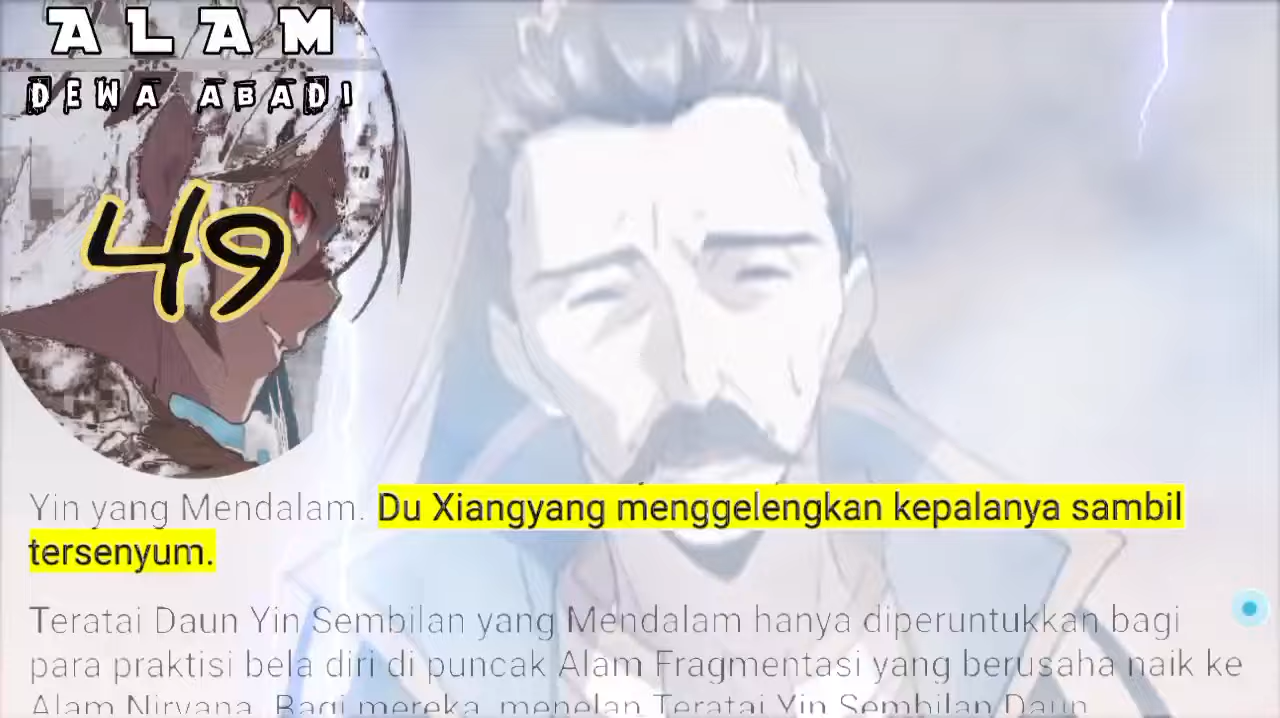 ALAM
DEWA ABADI
49
Yin yang Mendalam. Du Xiangyang menggelengkan kepalanya sambil
tersenyum.
Teratai Daun Yin Sembilan yang Mendalam hanya diperuntukkan bagi
para praktisi bela diri di puncak Alam Fragmentasi yang berusaha naik ke
Alam Nirvana. Bagi mereka, menelan Teratai Yin Sembilan Daun